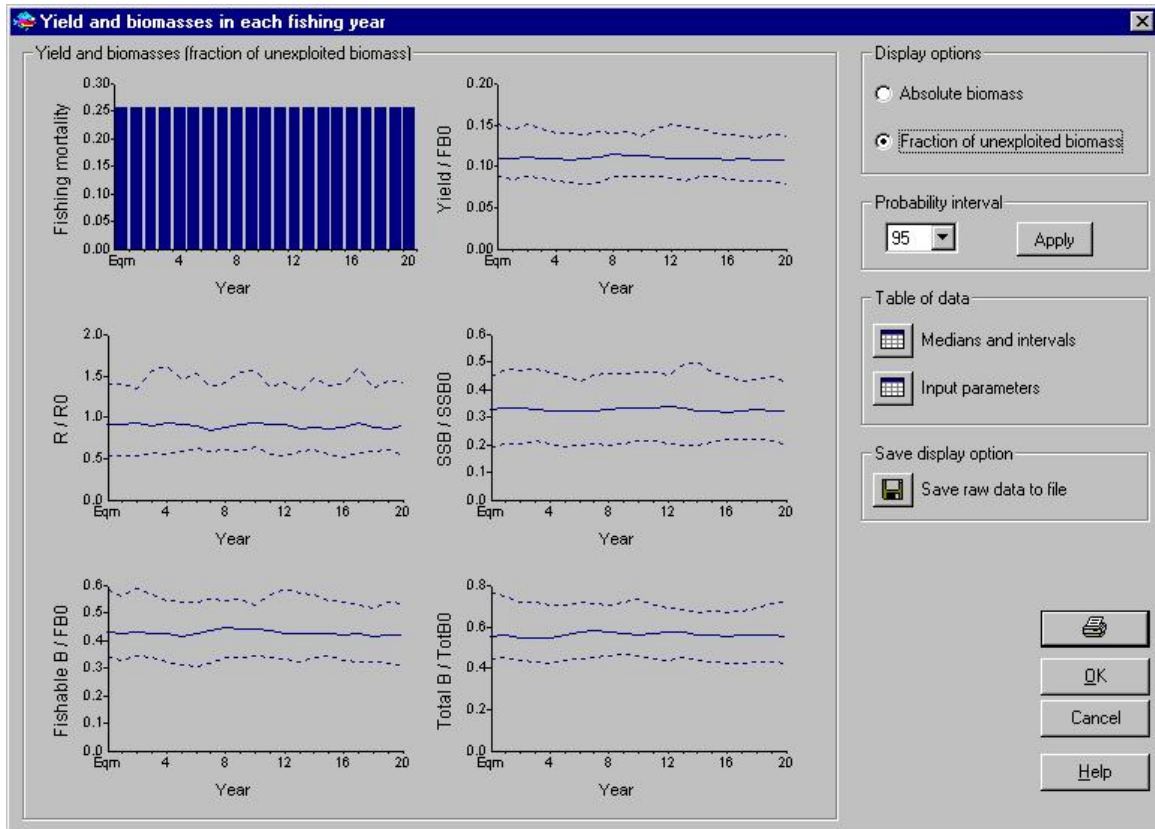 Yield and biomasses in each fishing year
Yield and biomasses (fraction of unexploited biomass)
Fishing mortality
0.30
0.25
0.20
0.15
0.10
0.05
0.00
Eqm 4 8 12 16 20
Year
Yield / FB0
0.20
0.15
0.10
0.05
0.00
Eqm 4 8 12 16 20
Year
R / R0
2.0
1.5
1.0
0.5
0.0
Eqm 4 8 12 16 20
Year
SSB / SSB0
0.6
0.5
0.4
0.3
0.2
0.1
0.0
Eqm 4 8 12 16 20
Year
Fishable B / FB0
0.6
0.5
0.4
0.3
0.2
0.1
0.0
Eqm 4 8 12 16 20
Year
Total B / TotB0
0.8
0.6
0.4
0.2
0.0
Eqm 4 8 12 16 20
Year
Display options
Absolute biomass
Fraction of unexploited biomass
Probability interval
95
Apply
Table of data
Medians and intervals
Input parameters
Save display option
Save raw data to file
OK
Cancel
Help